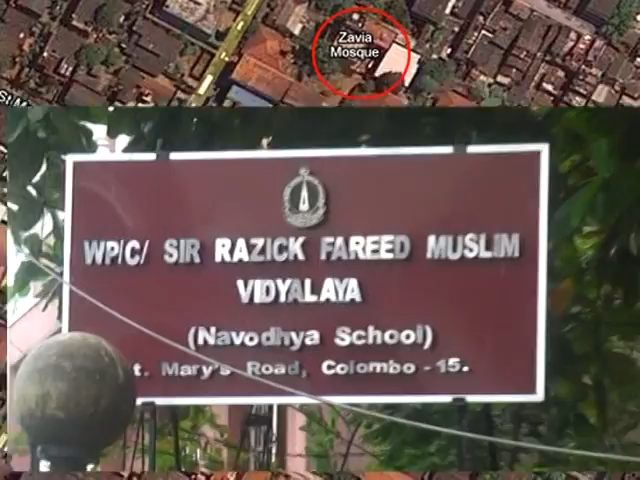 Zavia
Mosque
WP/C/ SIR RAZICK FAREED MUSLIM
VIDYALAYA
(Navodhya School)
t. Mary's Road, Colombo - 15.